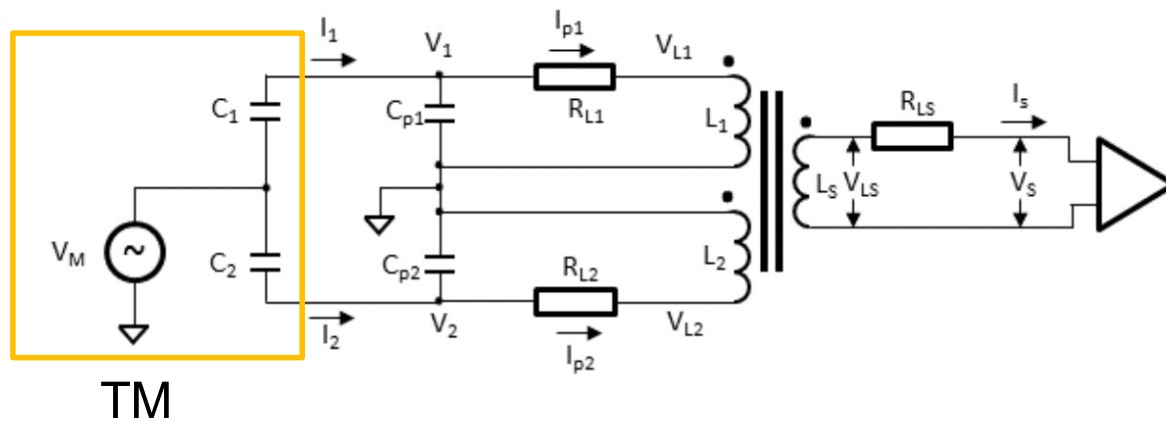 I1
V1
Ip1
VL1
C1
Cp1
RL1
L1
RLS
Is
LS
VLS
VS
VM
~
C2
Cp2
RL2
L2
I2
V2
Ip2
VL2
TM